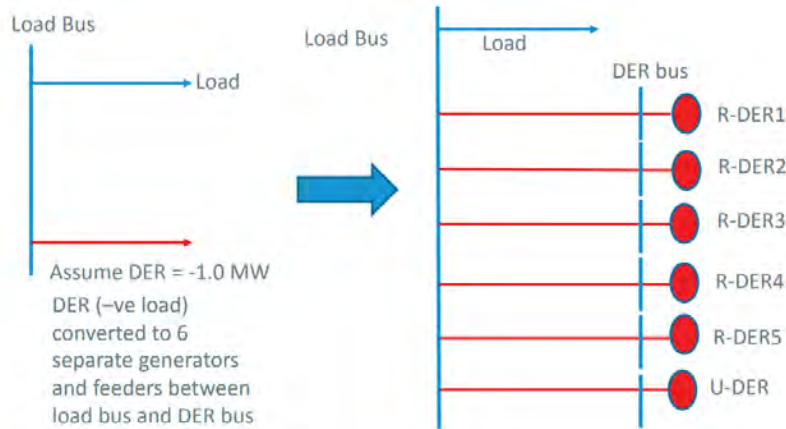 Load Bus
Load
Assume DER = -1.0 MW
DER (–ve load)
converted to 6
separate generators
and feeders between
load bus and DER bus
Load Bus
Load
DER bus
R-DER1
R-DER2
R-DER3
R-DER4
R-DER5
U-DER